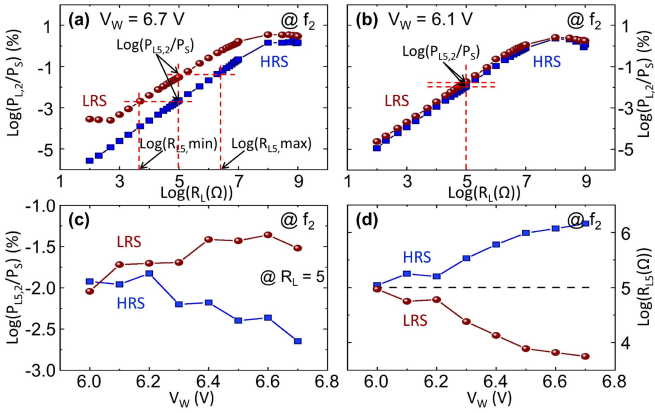 (a) V_W = 6.7 V @ f₂
Log(P_L5,2/P_S)
HRS
LRS
Log(R_L5,min)
Log(R_L5,max)
Log(P_L,2/P_S) (%)
1
-1
-3
-5
1 3 5 7 9
Log(R_L(Ω))
(b) V_W = 6.1 V @ f₂
Log(P_L5,2/P_S)
HRS
LRS
Log(P_L,2/P_S) (%)
1
-1
-3
-5
1 3 5 7 9
Log(R_L(Ω))
(c) @ f₂
LRS
@ R_L = 5
HRS
Log(P_L5,2/P_S) (%)
-1.0
-1.5
-2.0
-2.5
-3.0
6.0 6.2 6.4 6.6 6.8
V_W (V)
(d) @ f₂
HRS
LRS
Log(R_L5(Ω))
6
5
4
6.0 6.2 6.4 6.6 6.8
V_W (V)